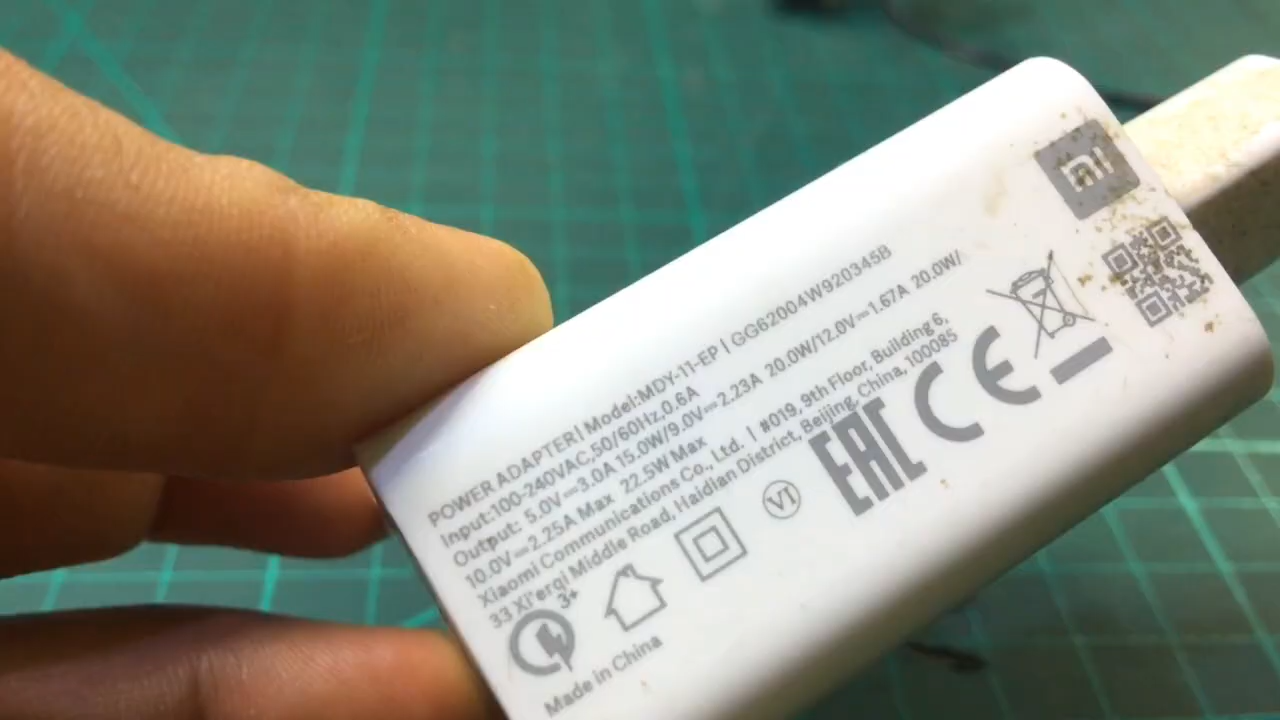 mi
POWER ADAPTER| Model:MDY-11-EP | GG62004W920345B
Input:100-240VAC,50/60Hz,0.6A
Output: 5.0V⎓3.0A 15.0W/9.0V⎓2.23A 20.0W/12.0V⎓1.67A 20.0W/
10.0V⎓2.25A Max 22.5W Max
Xiaomi Communications Co., Ltd. | #019, 9th Floor, Building 6,
33 Xi'erqi Middle Road, Haidian District, Beijing, China, 100085
3+
VI
EAC
CE
Made in China